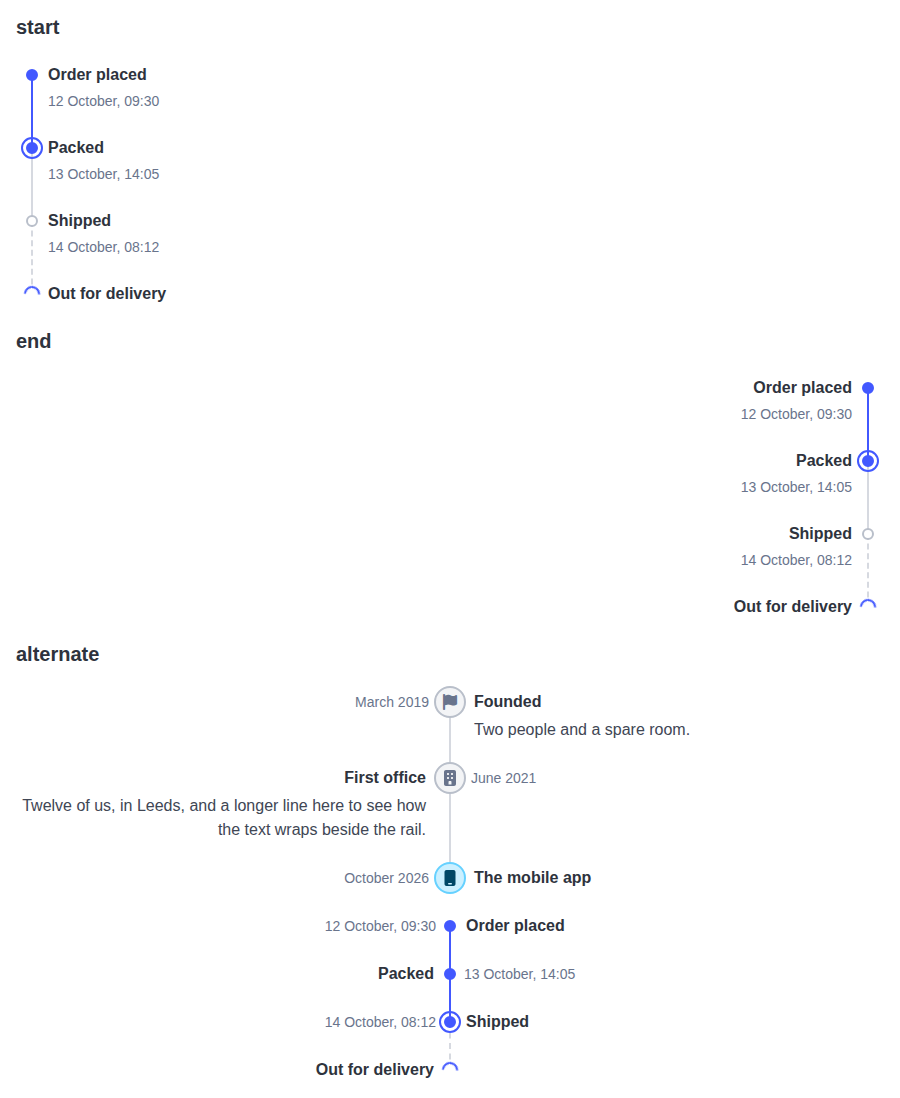 start
Order placed
12 October, 09:30
Packed
13 October, 14:05
Shipped
14 October, 08:12
Out for delivery
end
Order placed
12 October, 09:30
Packed
13 October, 14:05
Shipped
14 October, 08:12
Out for delivery
alternate
March 2019 Founded
Two people and a spare room.
First office June 2021
Twelve of us, in Leeds, and a longer line here to see how
the text wraps beside the rail.
October 2026 The mobile app
12 October, 09:30 Order placed
Packed 13 October, 14:05
14 October, 08:12 Shipped
Out for delivery